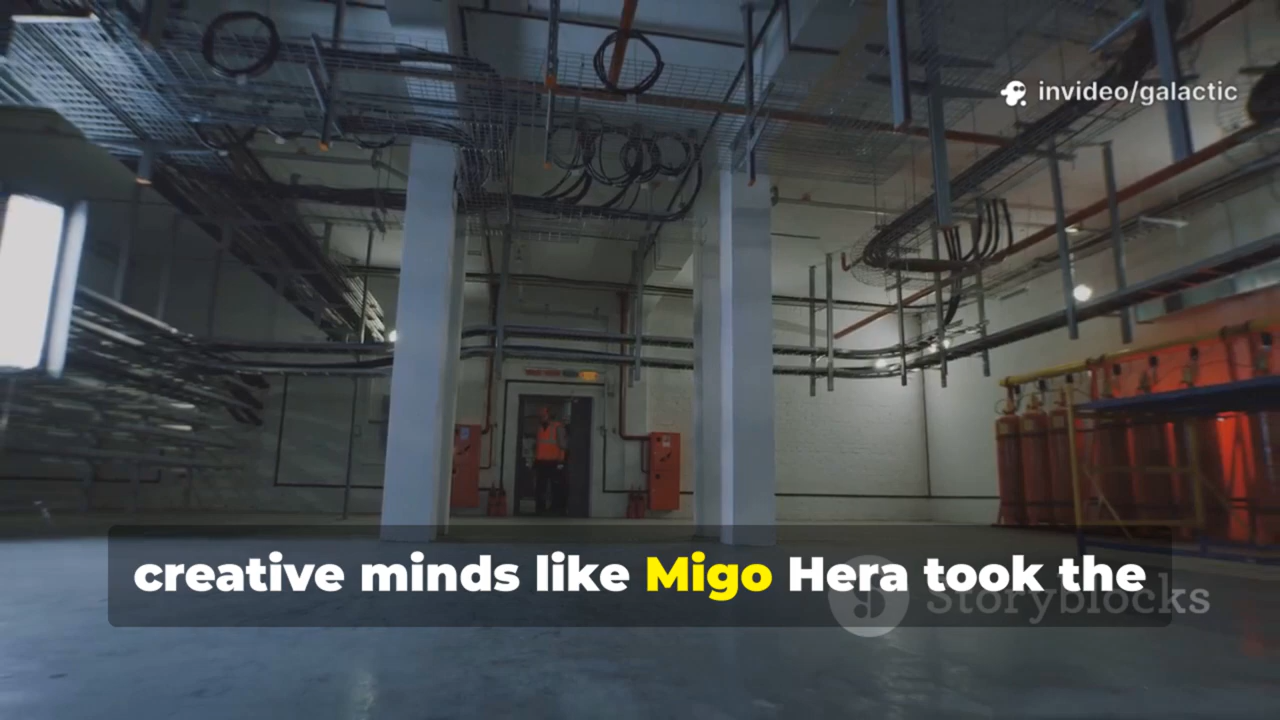 invideo/galactic
creative minds like Migo Hera took the
Storyblocks